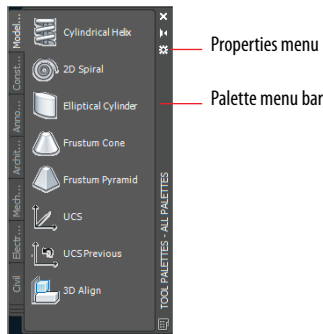 Model...
Const...
Anno...
Archit...
Mech...
Electr...
Civil
Cylindrical Helix
2D Spiral
Elliptical Cylinder
Frustum Cone
Frustum Pyramid
UCS
UCS Previous
3D Align
TOOL PALETTES - ALL PALETTES
Properties menu
Palette menu bar